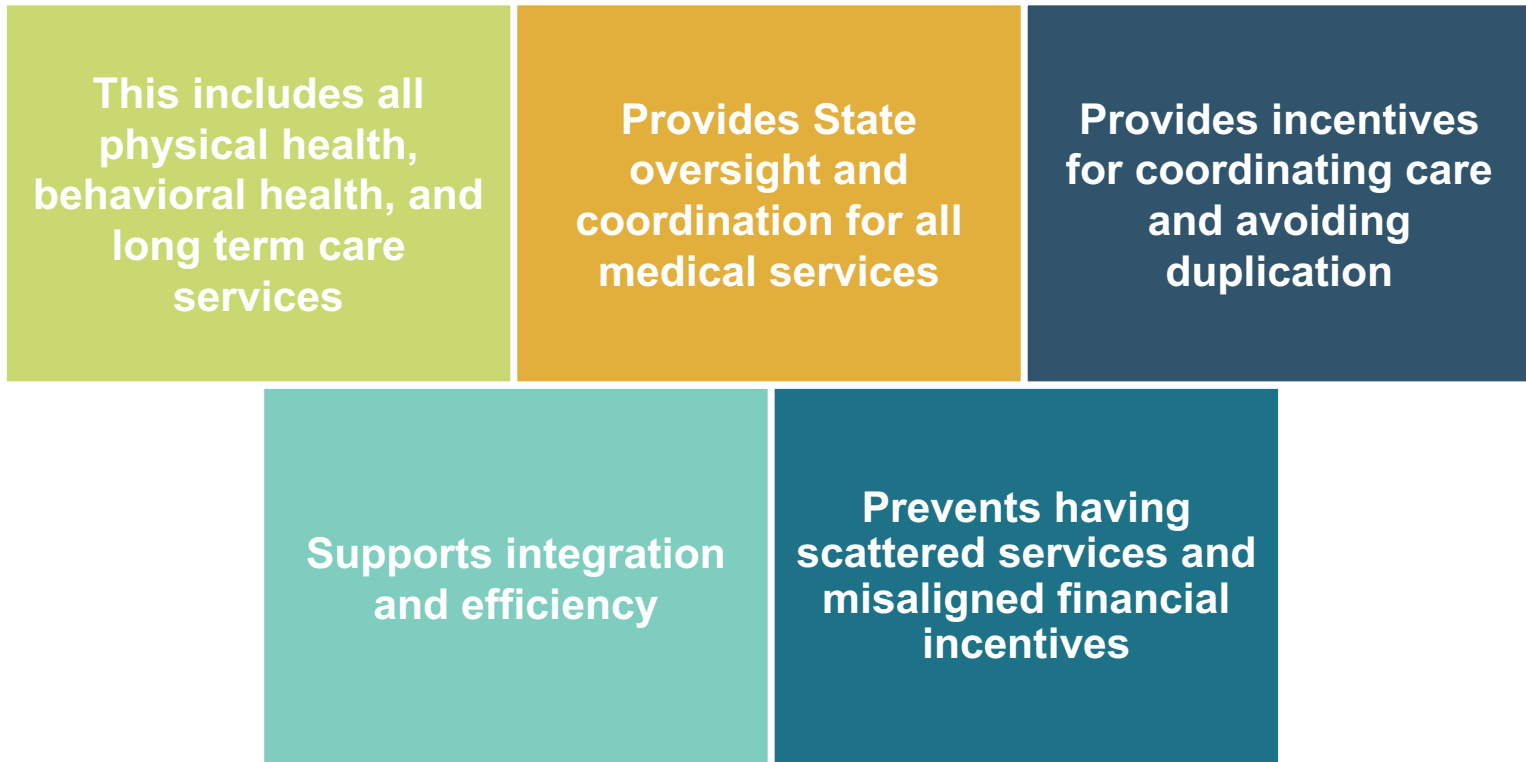 This includes all
physical health,
behavioral health, and
long term care
services
Provides State
oversight and
coordination for all
medical services
Provides incentives
for coordinating care
and avoiding
duplication
Supports integration
and efficiency
Prevents having
scattered services and
misaligned financial
incentives